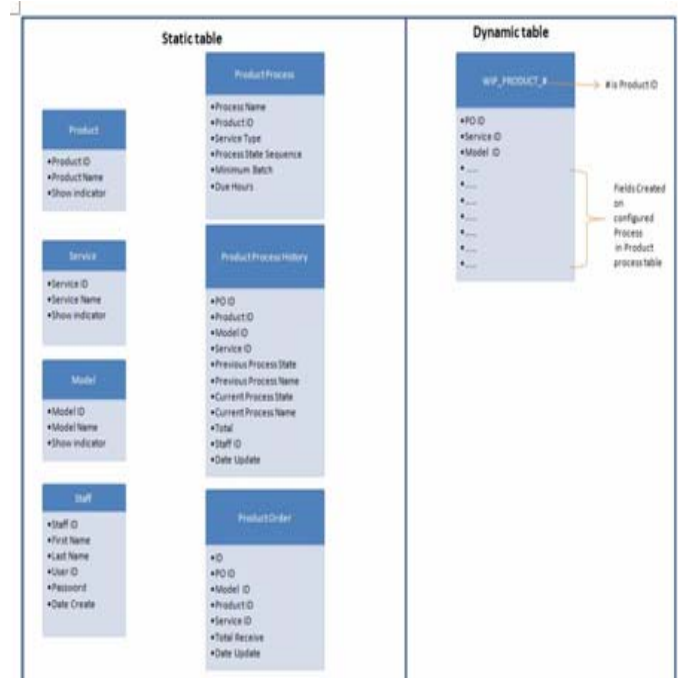 Static table
Product
•Product ID
•Product Name
•Show indicator
Service
•Service ID
•Service Name
•Show indicator
Model
•Model ID
•Model Name
•Show indicator
Staff
•Staff ID
•First Name
•Last Name
•User ID
•Password
•Date Create
Product Process
•Process Name
•Product ID
•Service Type
•Process State Sequence
•Minimum Batch
•Due Hours
Product Process History
•PO ID
•Product ID
•Model ID
•Service ID
•Previous Process State
•Previous Process Name
•Current Process State
•Current Process Name
•Total
•Staff ID
•Date Update
Product Order
•ID
•PO ID
•Model ID
•Product ID
•Service ID
•Total Receive
•Date Update
Dynamic table
WIP_PRODUCT_#
# is Product ID
•PO ID
•Service ID
•Model ID
•.....
•.....
•.....
•.....
•.....
•.....
•.....
Fields Created
on
configured
Process
in Product
process table